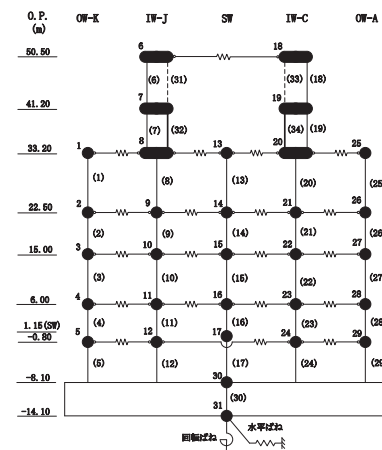 O.P. OW-K IW-J SW IW-C OW-A
(m)
6 18
50.50
(6) (31) (33) (18)
7 19
41.20
(7) (32) (34) (19)
1 8 13 20 25
33.20
(1) (8) (13) (20) (25
2 9 14 21 26
22.50
(2) (9) (14) (21) (26
3 10 15 22 27
15.00
(3) (10) (15) (22) (27
4 11 16 23 28
6.00
(4) (11) (16) (23) (28
1.15(SW)
5 12 17 24 29
-0.80
(5) (12) (17) (24) (29
30
-8.10
(30)
31
-14.10
水平ばね
回転ばね